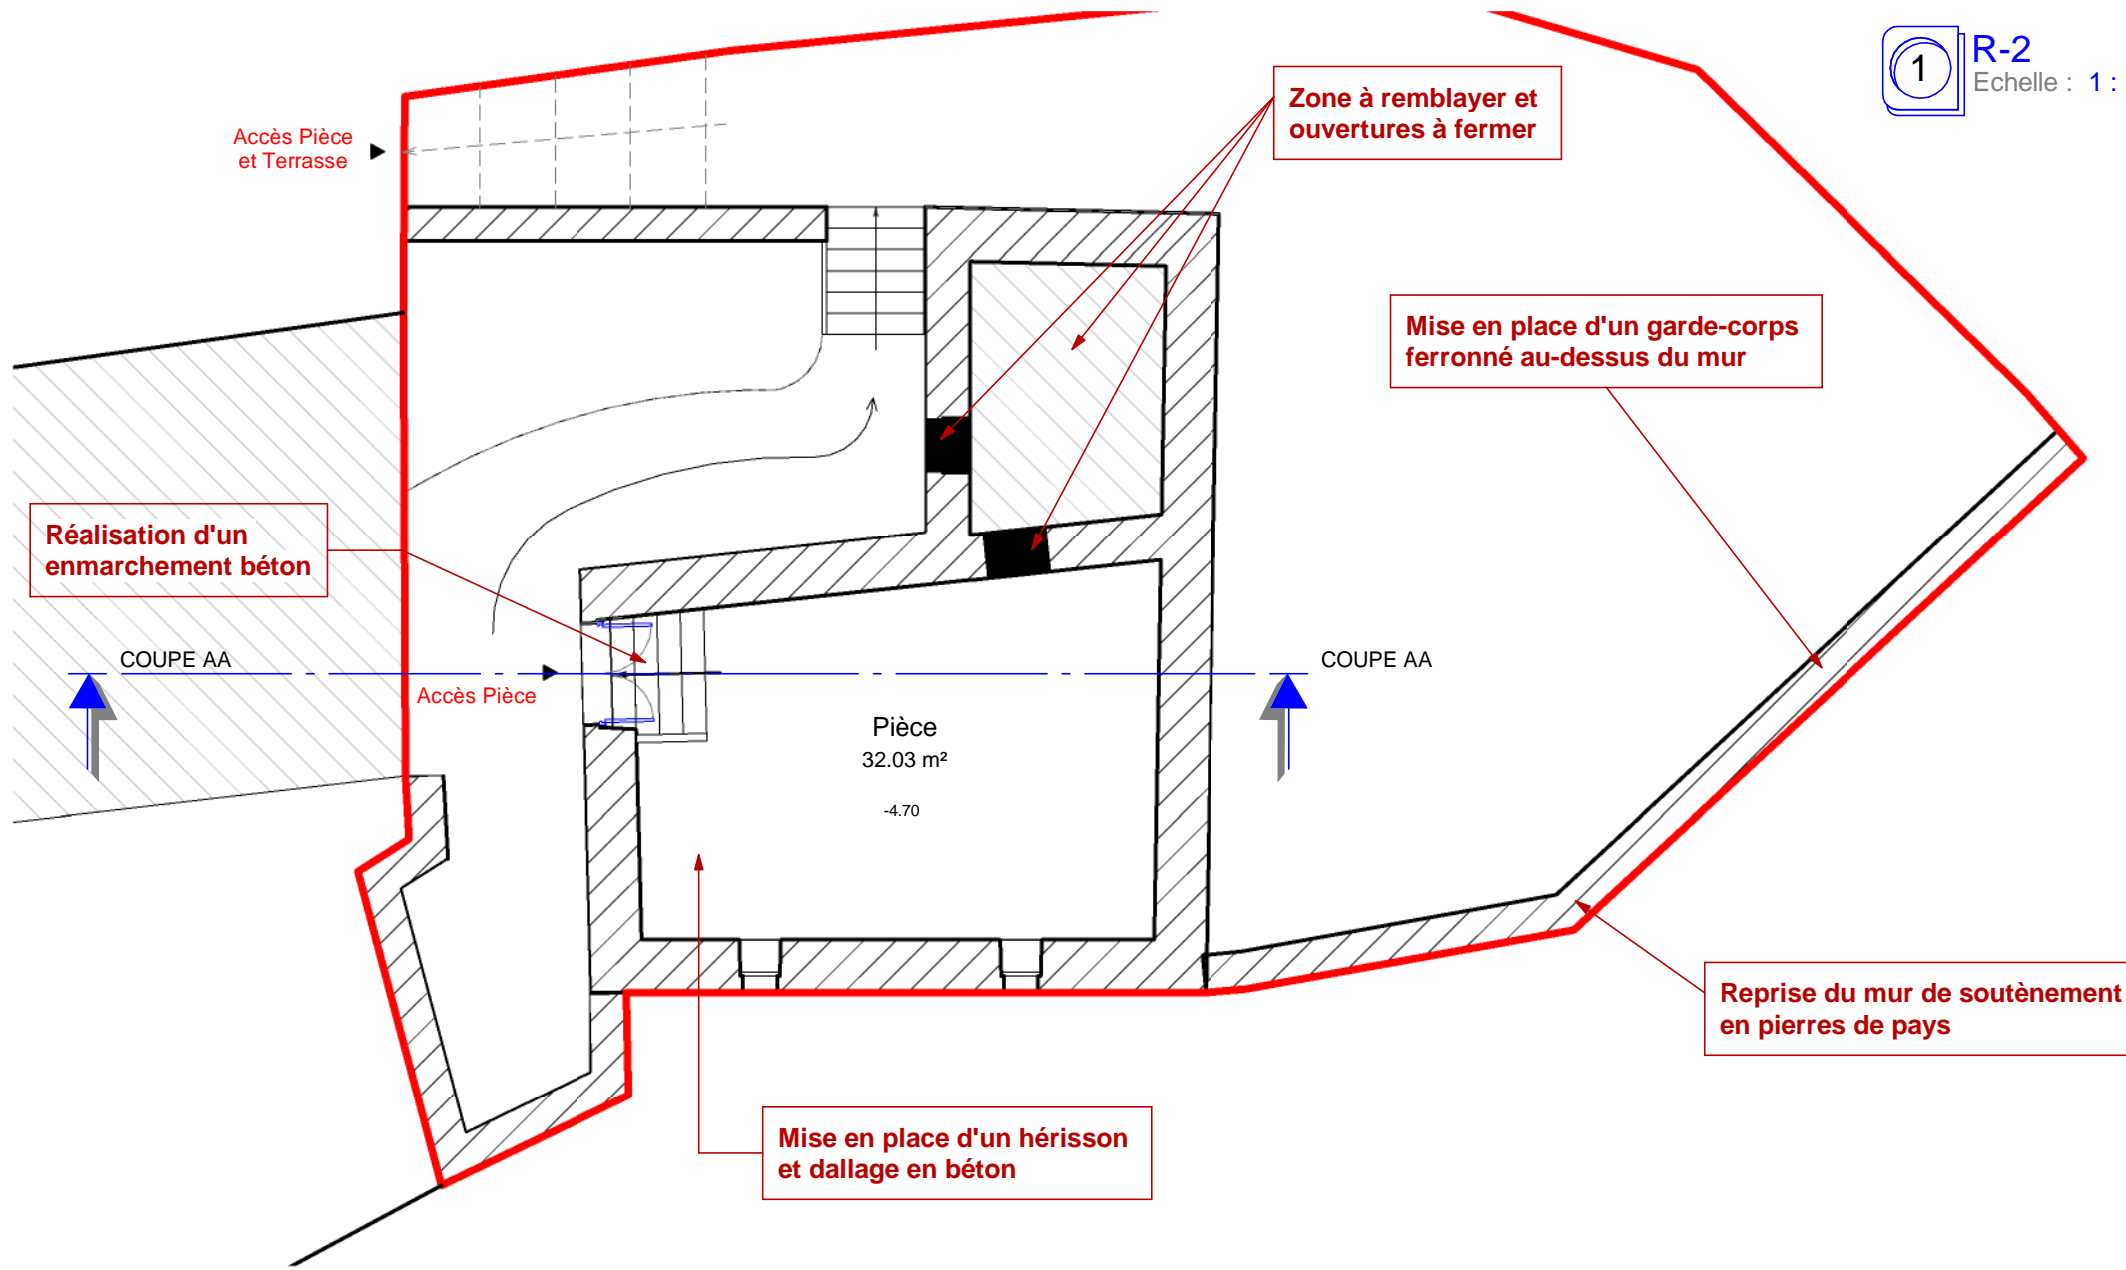 1
R-2
Echelle : 1 :
Zone à remblayer et
ouvertures à fermer
Accès Pièce
et Terrasse
Mise en place d'un garde-corps
ferronné au-dessus du mur
Réalisation d'un
enmarchement béton
COUPE AA
COUPE AA
Accès Pièce
Pièce
32.03 m²
-4.70
Reprise du mur de soutènement
en pierres de pays
Mise en place d'un hérisson
et dallage en béton